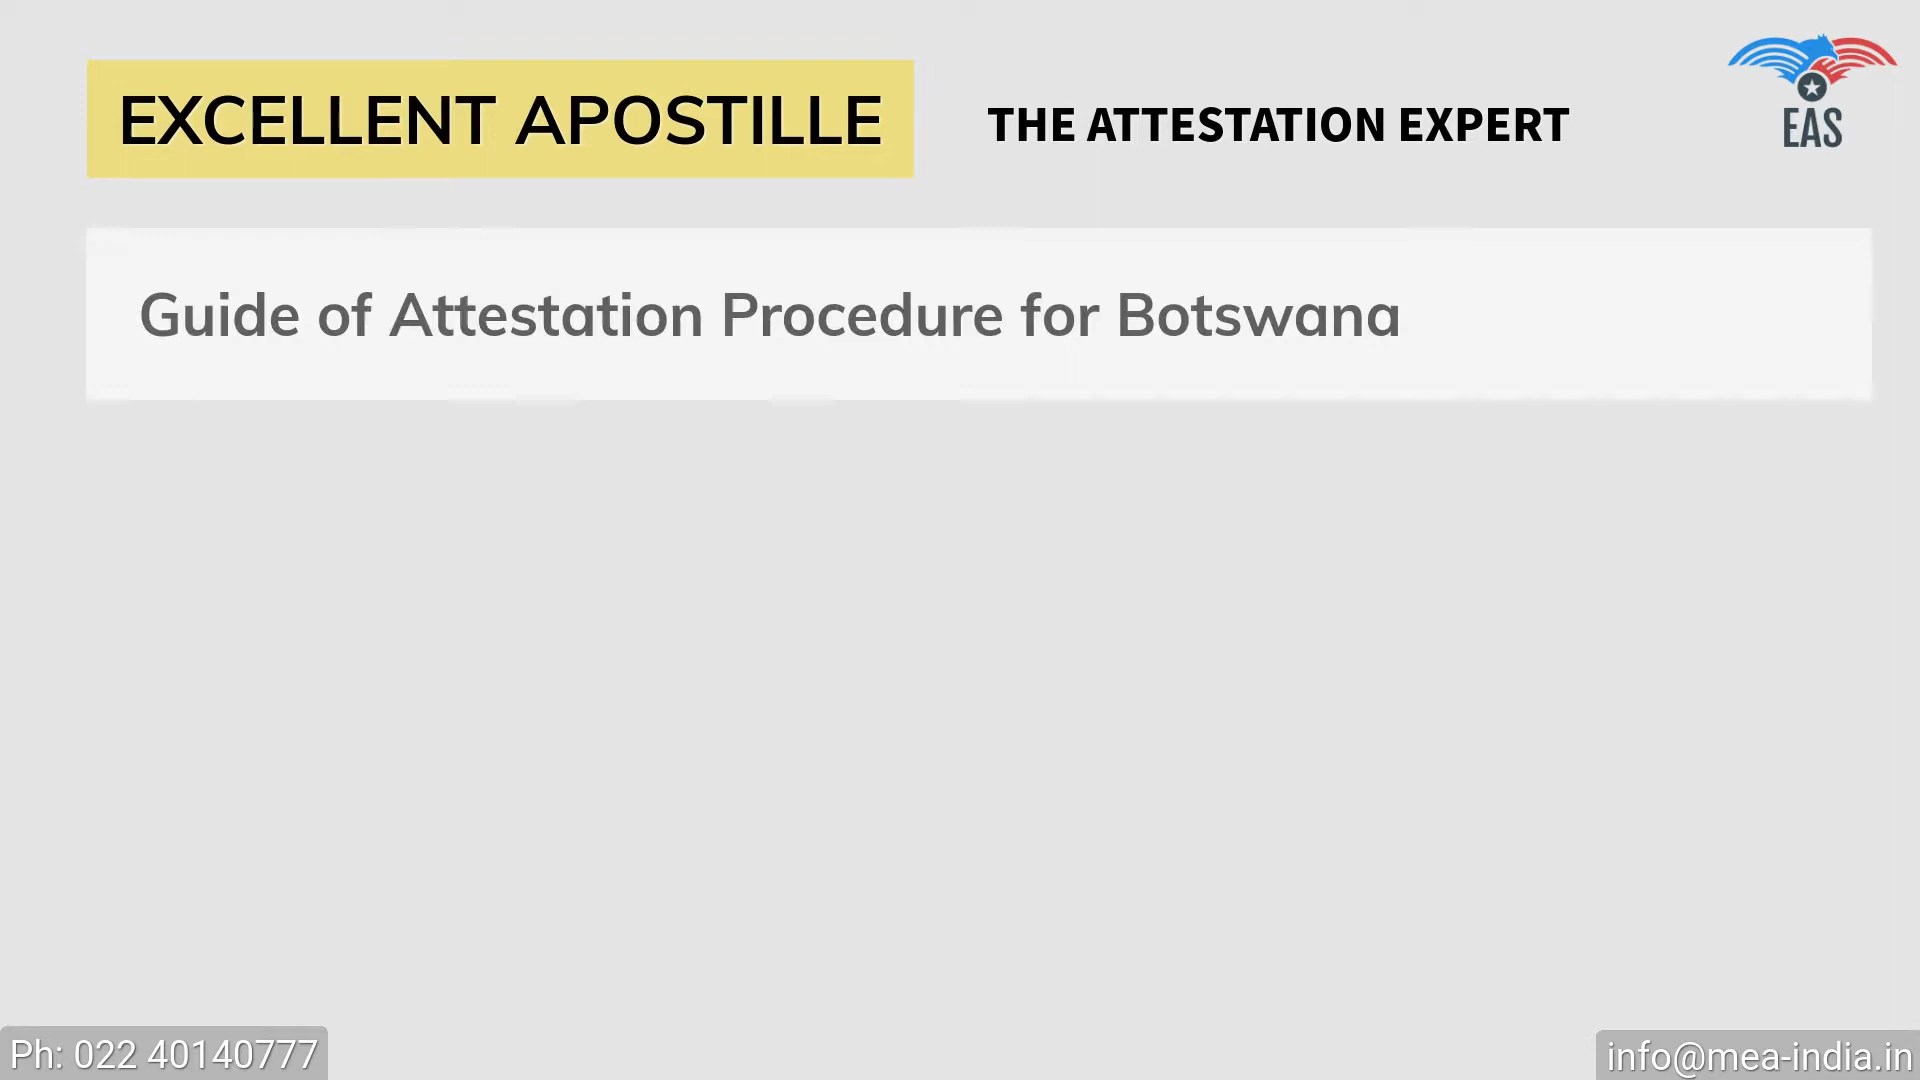 EXCELLENT APOSTILLE
THE ATTESTATION EXPERT
EAS
Guide of Attestation Procedure for Botswana
Ph: 022 40140777
info@mea-india.in